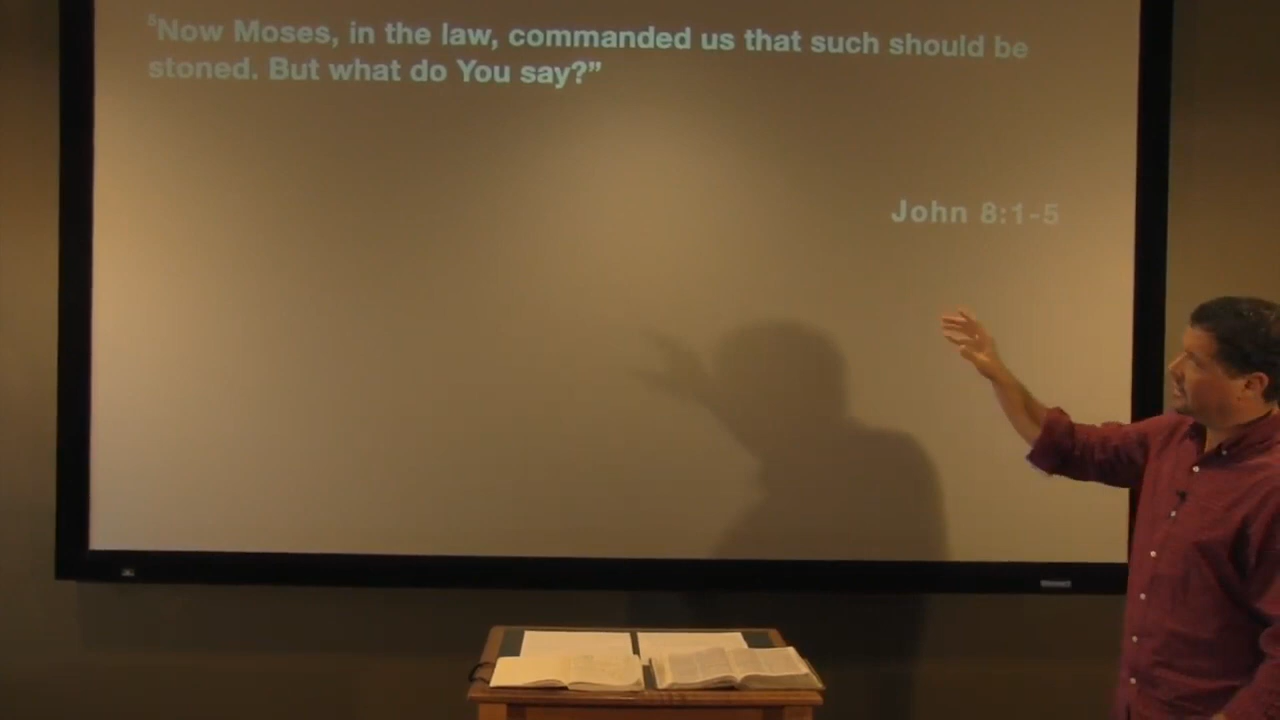 ⁵Now Moses, in the law, commanded us that such should be
stoned. But what do You say?”
John 8:1-5